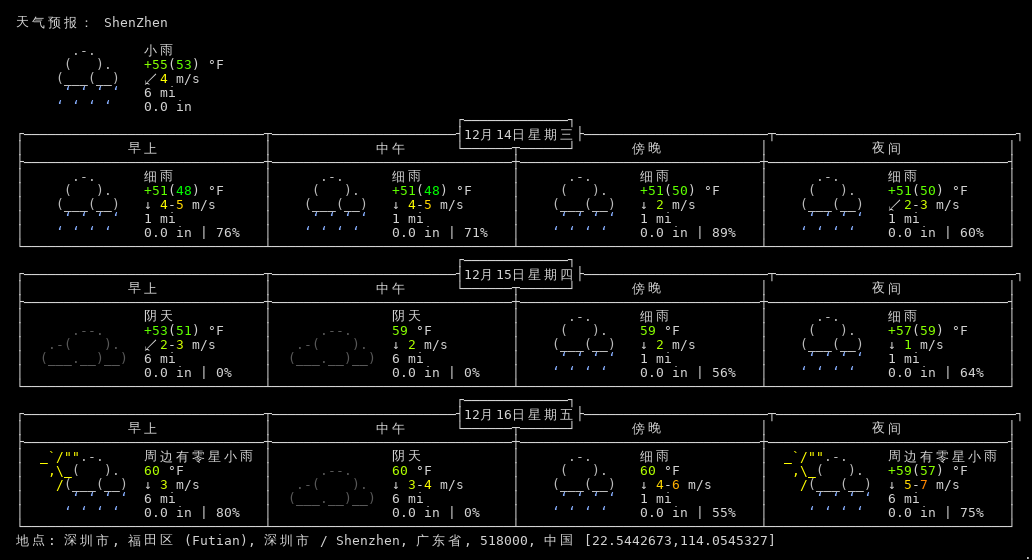 天气预报： ShenZhen
小雨
+55(53) °F
↙ 4 m/s
6 mi
0.0 in
12月14日星期三
早上 中午 傍晚 夜间
细雨 细雨 细雨 细雨
+51(48) °F +51(48) °F +51(50) °F +51(50) °F
↓ 4-5 m/s ↓ 4-5 m/s ↓ 2 m/s ↙ 2-3 m/s
1 mi 1 mi 1 mi 1 mi
0.0 in | 76% 0.0 in | 71% 0.0 in | 89% 0.0 in | 60%
12月15日星期四
早上 中午 傍晚 夜间
阴天 阴天 细雨 细雨
+53(51) °F 59 °F 59 °F +57(59) °F
↙ 2-3 m/s ↓ 2 m/s ↓ 2 m/s ↓ 1 m/s
6 mi 6 mi 1 mi 1 mi
0.0 in | 0% 0.0 in | 0% 0.0 in | 56% 0.0 in | 64%
12月16日星期五
早上 中午 傍晚 夜间
周边有零星小雨 阴天 细雨 周边有零星小雨
60 °F 60 °F 60 °F +59(57) °F
↓ 3 m/s ↓ 3-4 m/s ↓ 4-6 m/s ↓ 5-7 m/s
6 mi 6 mi 1 mi 6 mi
0.0 in | 80% 0.0 in | 0% 0.0 in | 55% 0.0 in | 75%
地点: 深圳市, 福田区 (Futian), 深圳市 / Shenzhen, 广东省, 518000, 中国 [22.5442673,114.0545327]